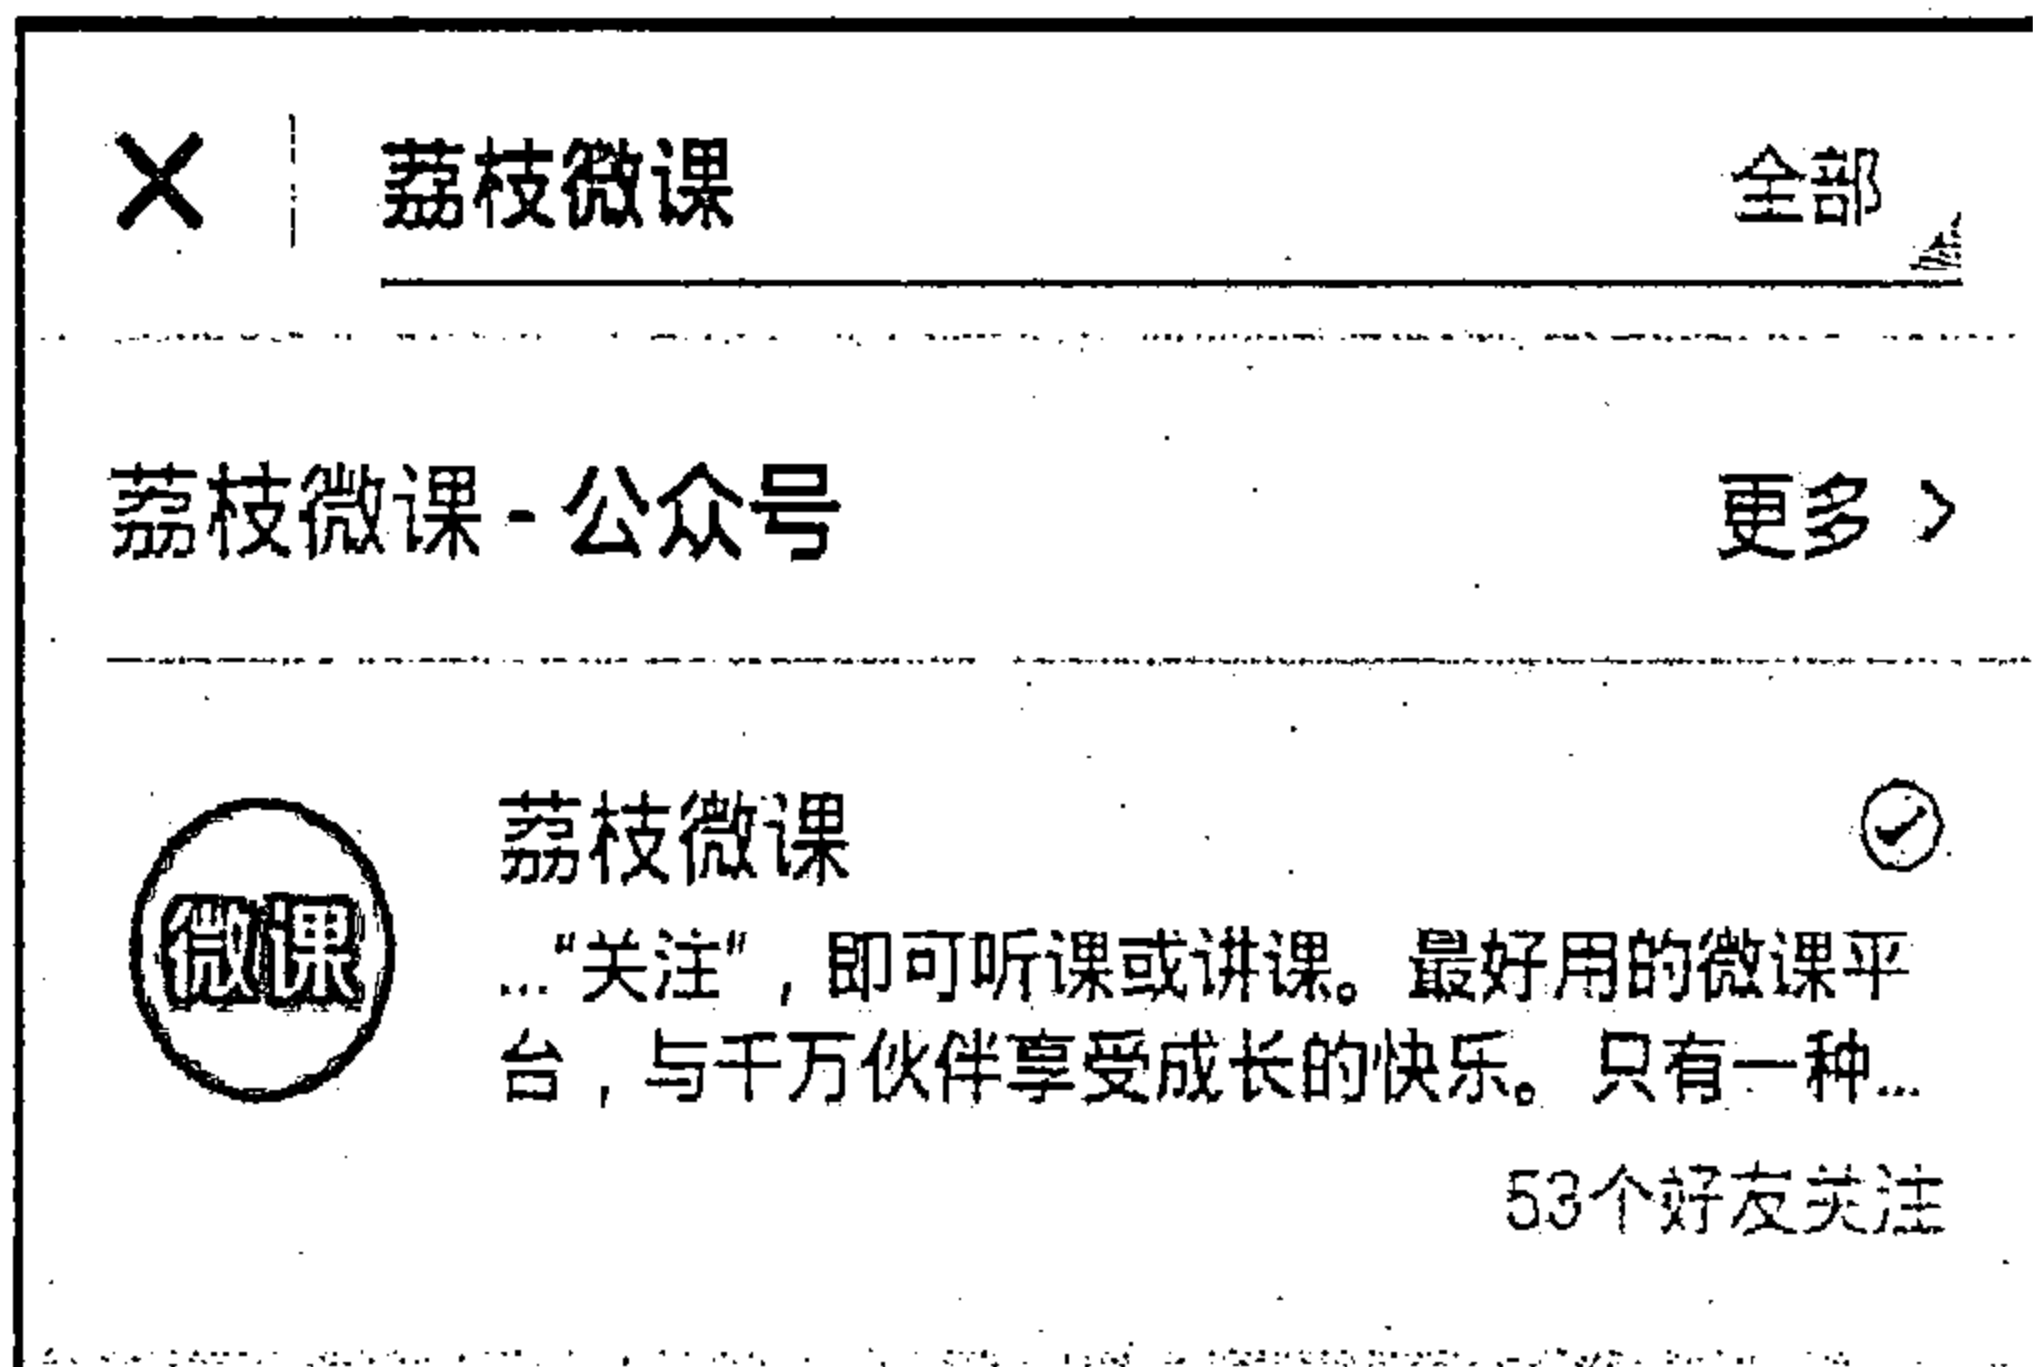 荔枝微课 全部
荔枝微课 - 公众号 更多 >
荔枝微课
微课
..."关注"，即可听课或讲课。最好用的微课平
台，与千万伙伴享受成长的快乐。只有一种...
53个好友关注